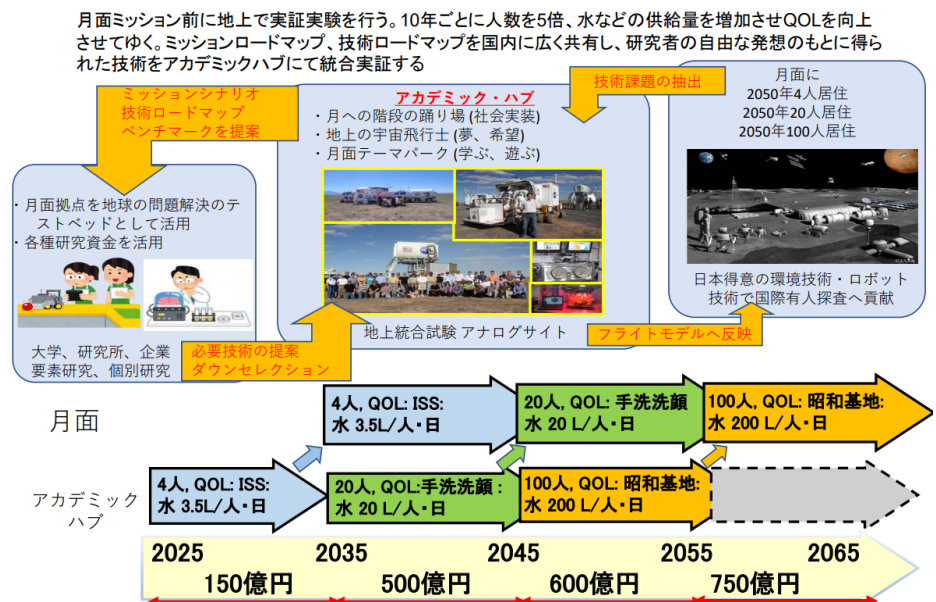 月面ミッション前に地上で実証実験を行う。10年ごとに人数を5倍、水などの供給量を増加させQOLを向上
させてゆく。ミッションロードマップ、技術ロードマップを国内に広く共有し、研究者の自由な発想のもとに得ら
れた技術をアカデミックハブにて統合実証する
ミッションシナリオ
技術ロードマップ
ベンチマークを提案
・月面拠点を地球の問題解決のテ
ストベッドとして活用
・各種研究資金を活用
大学、研究所、企業
要素研究、個別研究
アカデミック・ハブ
・月への階段の踊り場 (社会実装)
・地上の宇宙飛行士 (夢、希望)
・月面テーマパーク (学ぶ、遊ぶ)
地上統合試験 アナログサイト
技術課題の抽出
月面に
2050年4人居住
2050年20人居住
2050年100人居住
日本得意の環境技術・ロボット
技術で国際有人探査へ貢献
必要技術の提案
ダウンセレクション
フライトモデルへ反映
月面
4人, QOL: ISS:
水 3.5L/人・日
20人, QOL: 手洗洗顔
水 20 L/人・日
100人, QOL: 昭和基地:
水 200 L/人・日
アカデミック
ハブ
4人, QOL: ISS:
水 3.5L/人・日
20人, QOL:手洗洗顔:
水 20 L/人・日
100人, QOL: 昭和基地:
水 200 L/人・日
2025
2035
2045
2055
2065
150億円
500億円
600億円
750億円